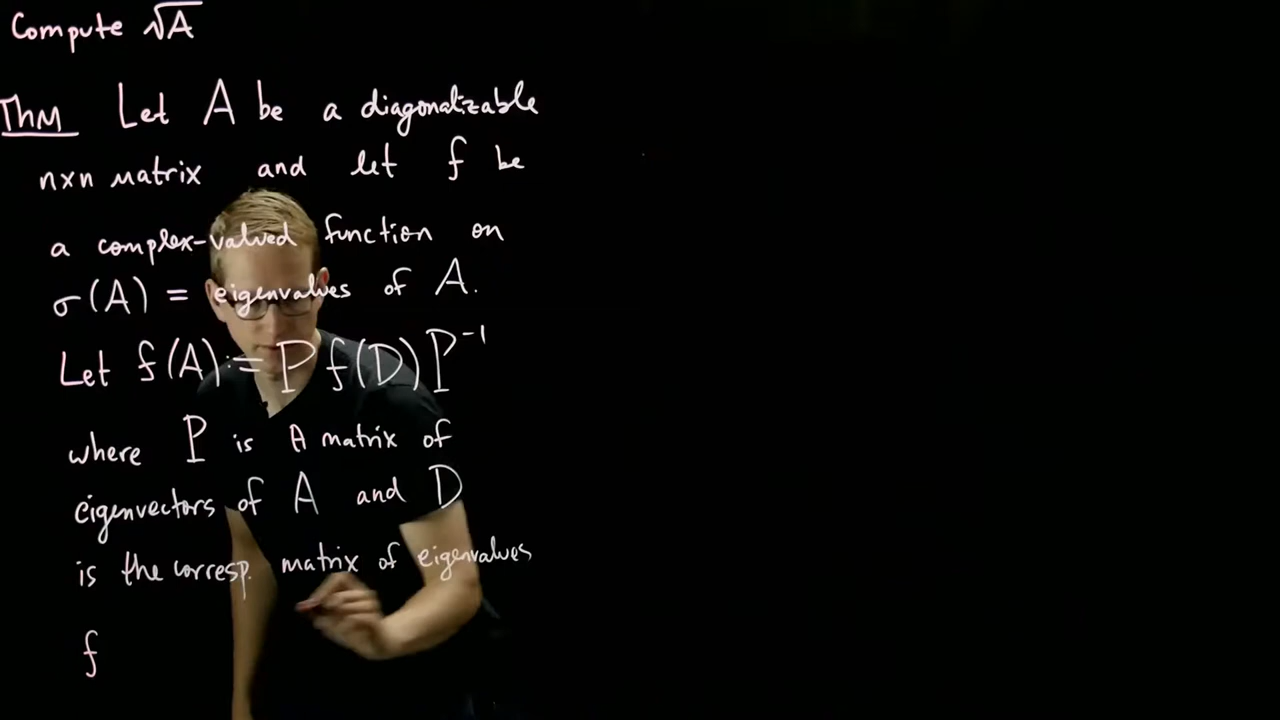 Compute √A
Thm Let A be a diagonalizable
n×n matrix and let f be
a complex-valued function on
σ(A) = eigenvalues of A.
Let f(A) := P f(D) P⁻¹
where P is A matrix of
eigenvectors of A and D
is the corresp. matrix of eigenvalues
f